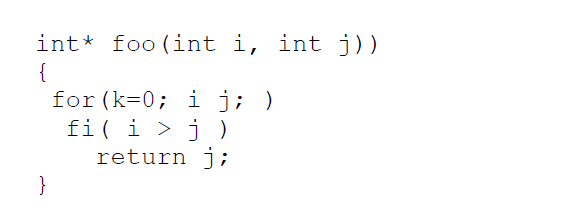 int* foo(int i, int j))
{
for(k=0; i j; )
fi( i > j )
return j;
}